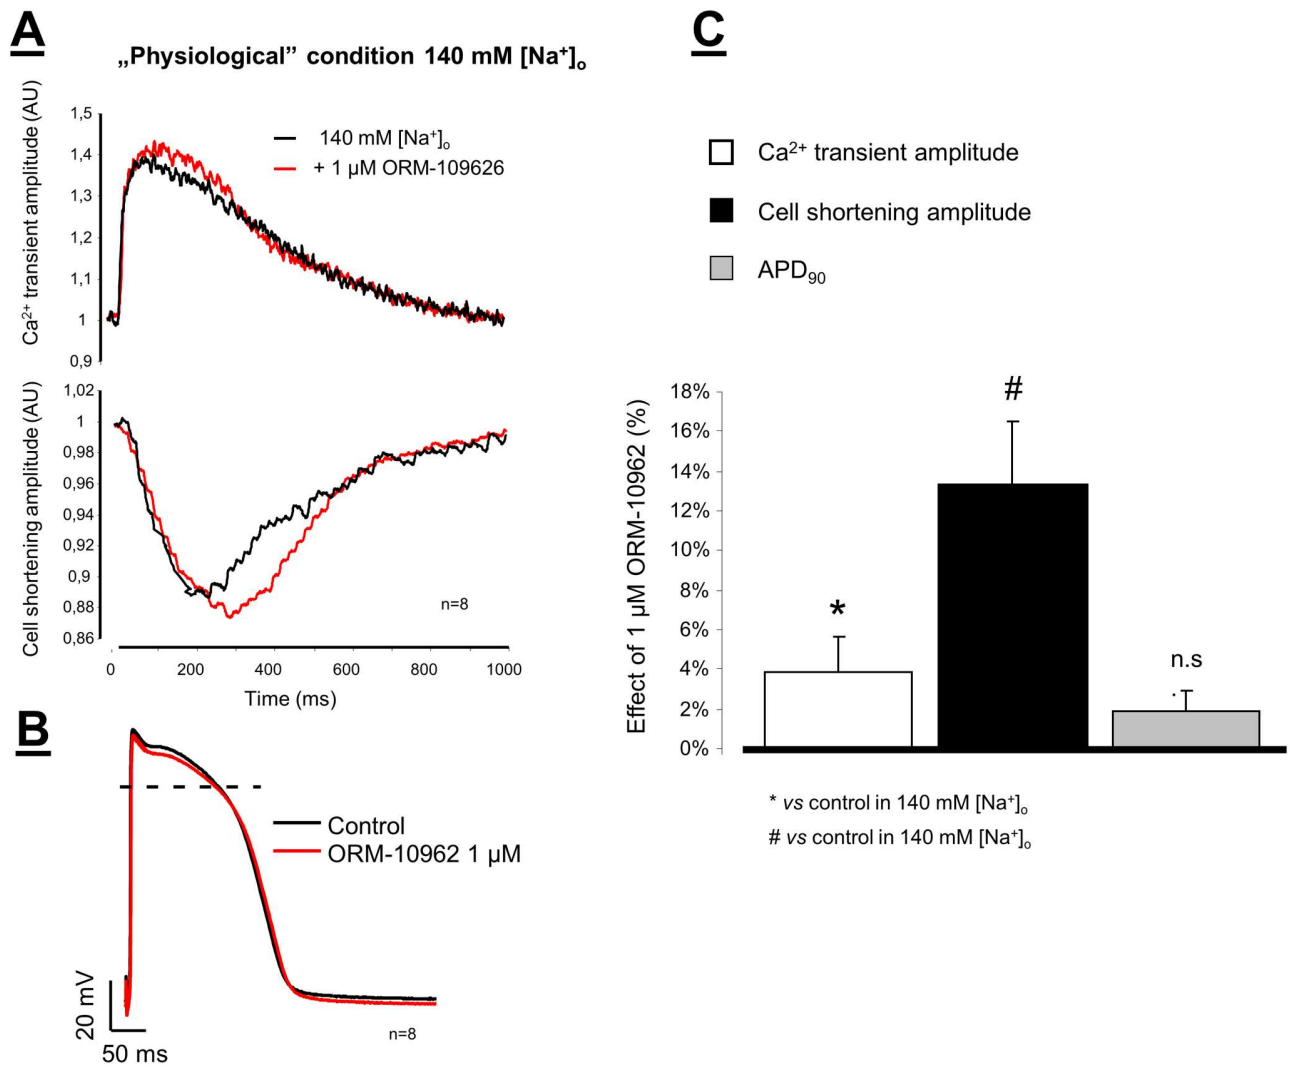 A
„Physiological” condition 140 mM [Na⁺]ₒ
Ca²⁺ transient amplitude (AU)
1,5
1,4
1,3
1,2
1,1
1
0,9
140 mM [Na⁺]ₒ
+ 1 µM ORM-109626
Cell shortening amplitude (AU)
1,02
1
0,98
0,96
0,94
0,92
0,9
0,88
0,86
n=8
0 200 400 600 800 1000
Time (ms)
B
Control
ORM-10962 1 µM
20 mV
50 ms
n=8
C
Ca²⁺ transient amplitude
Cell shortening amplitude
APD₉₀
Effect of 1 µM ORM-10962 (%)
18%
16%
14%
12%
10%
8%
6%
4%
2%
0%
*
#
n.s
* vs control in 140 mM [Na⁺]ₒ
# vs control in 140 mM [Na⁺]ₒ